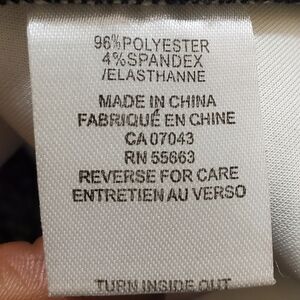 96%POLYESTER
4%SPANDEX
/ELASTHANNE
MADE IN CHINA
FABRIQUÉ EN CHINE
CA 07043
RN 55663
REVERSE FOR CARE
ENTRETIEN AU VERSO
TURN INSIDE OUT